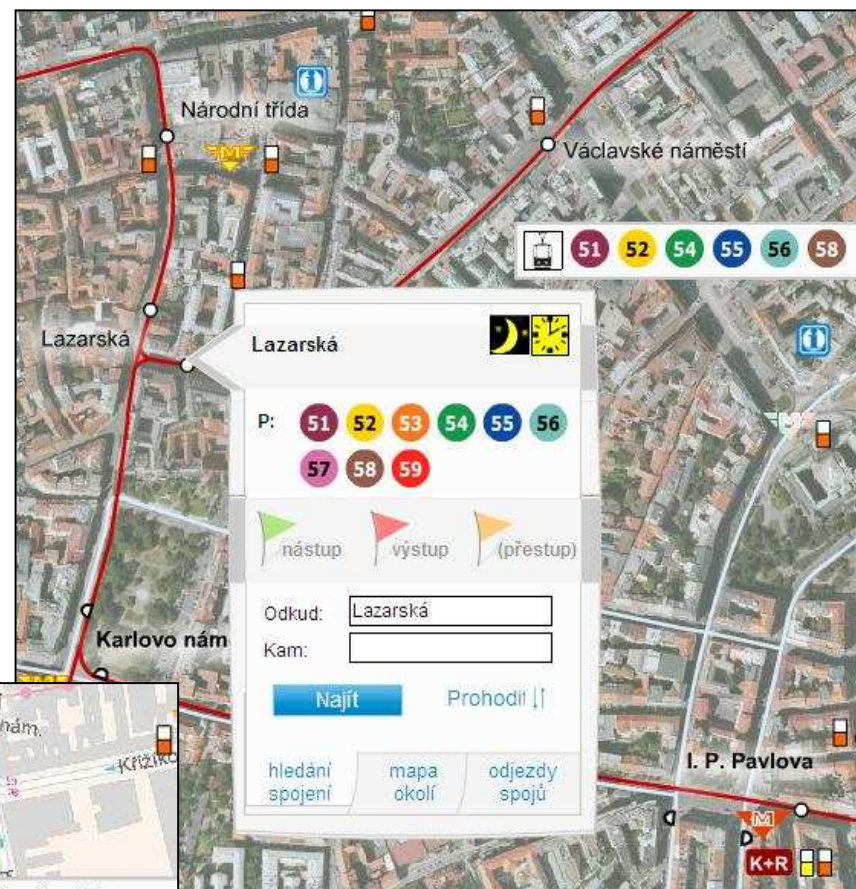 Národní třída
M
Václavské náměstí
51 52 54 55 56 58
Lazarská
Lazarská
P: 51 52 53 54 55 56
57 58 59
nástup výstup (přestup)
Odkud: Lazarská
Kam:
Najít Prohodit
hledání spojení
mapa okolí
odjezdy spojů
Karlovo nám
nám.
I. P. Pavlova
M
K+R